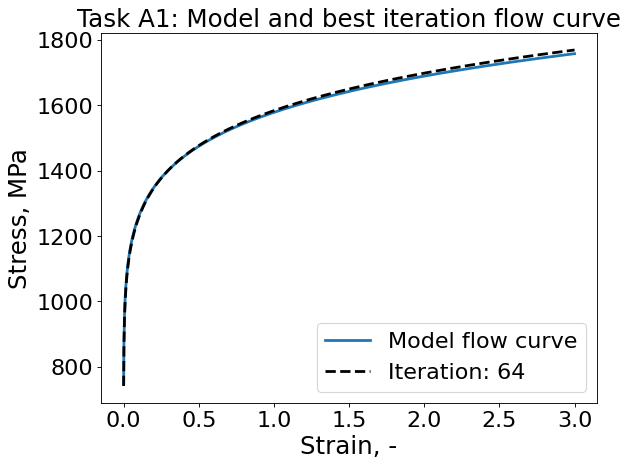 Task A1: Model and best iteration flow curve
1800
1600
1400
1200
1000
800
Stress, MPa
Model flow curve
Iteration: 64
0.0 0.5 1.0 1.5 2.0 2.5 3.0
Strain, -